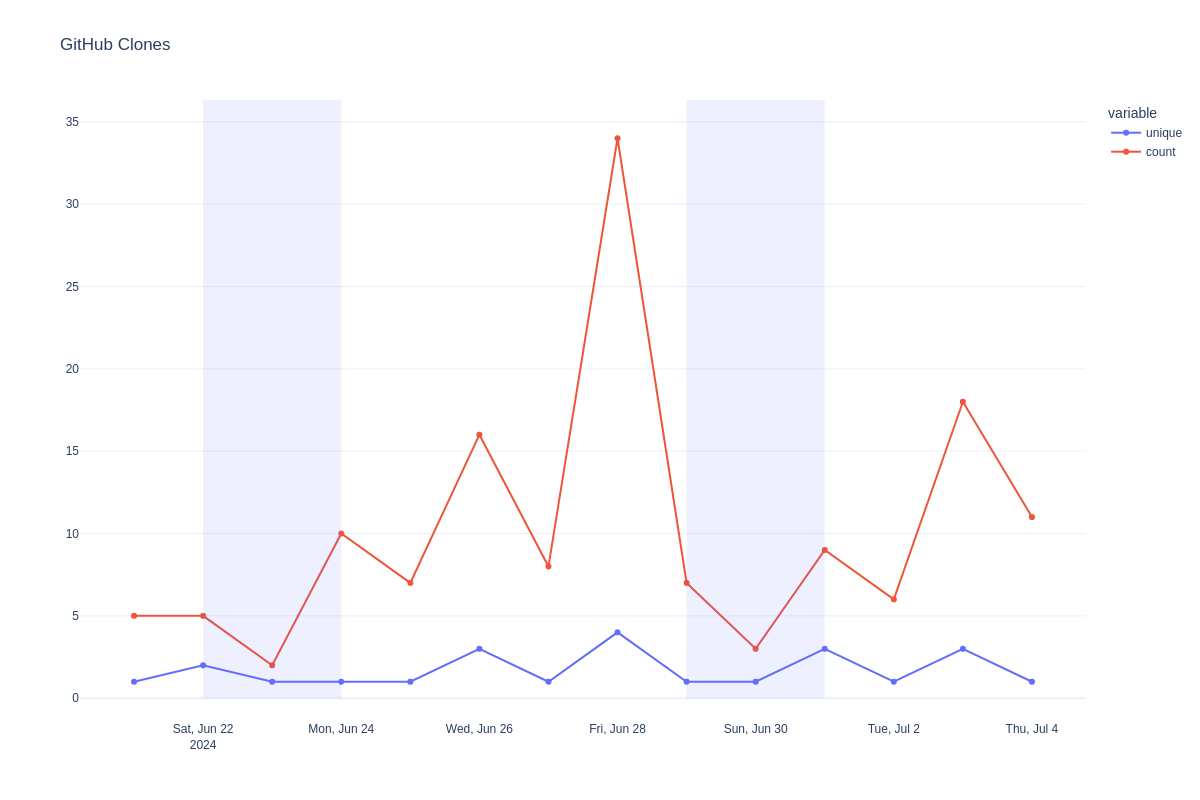 GitHub Clones
variable
unique
count
35
30
25
20
15
10
5
0
Sat, Jun 22
2024
Mon, Jun 24
Wed, Jun 26
Fri, Jun 28
Sun, Jun 30
Tue, Jul 2
Thu, Jul 4